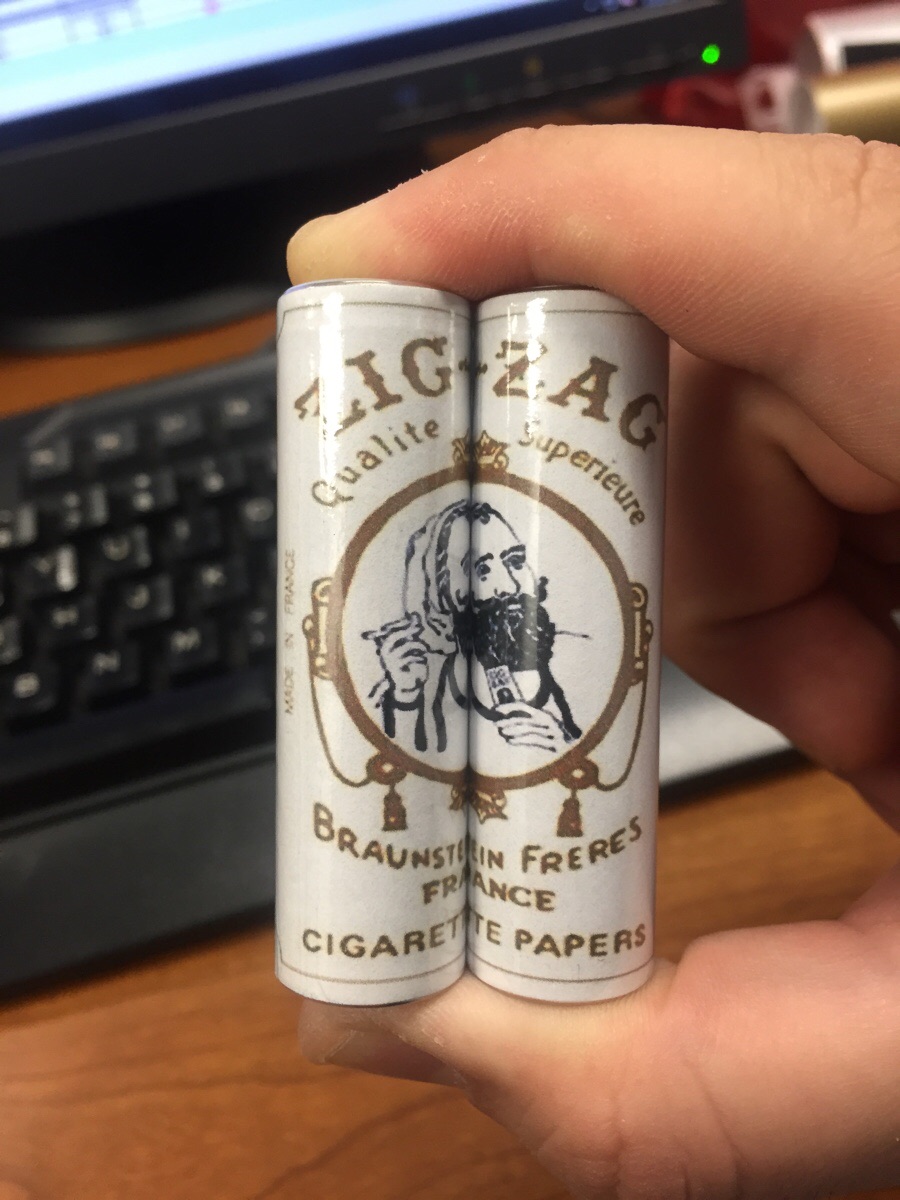 ZIG-ZAG
Qualite Superieure
MADE IN FRANCE
BRAUNSTEIN FRERES
FRANCE
CIGARETTE PAPERS
B N M